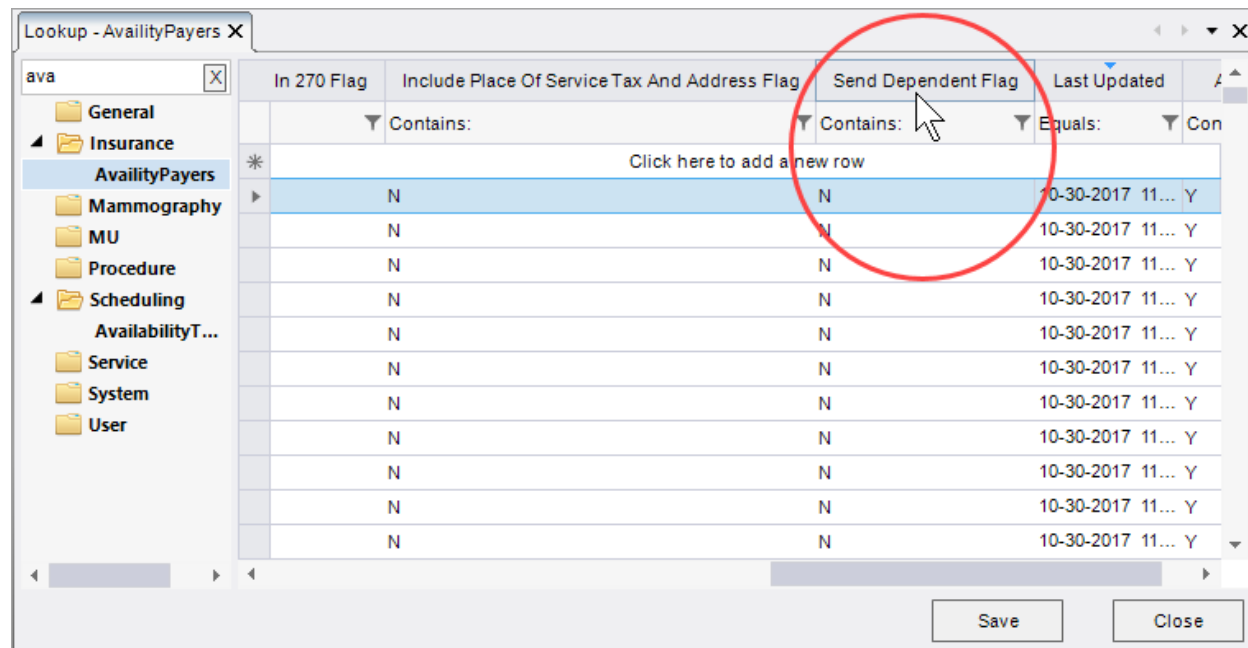 Lookup - AvailityPayers X
ava X
General
Insurance
AvailityPayers
Mammography
MU
Procedure
Scheduling
AvailabilityT...
Service
System
User
In 270 Flag Include Place Of Service Tax And Address Flag Send Dependent Flag Last Updated
Contains: Contains: Equals: Con
Click here to add a new row
N N 10-30-2017 11... Y
N N 10-30-2017 11... Y
N N 10-30-2017 11... Y
N N 10-30-2017 11... Y
N N 10-30-2017 11... Y
N N 10-30-2017 11... Y
N N 10-30-2017 11... Y
N N 10-30-2017 11... Y
N N 10-30-2017 11... Y
N N 10-30-2017 11... Y
N N 10-30-2017 11... Y
Save Close